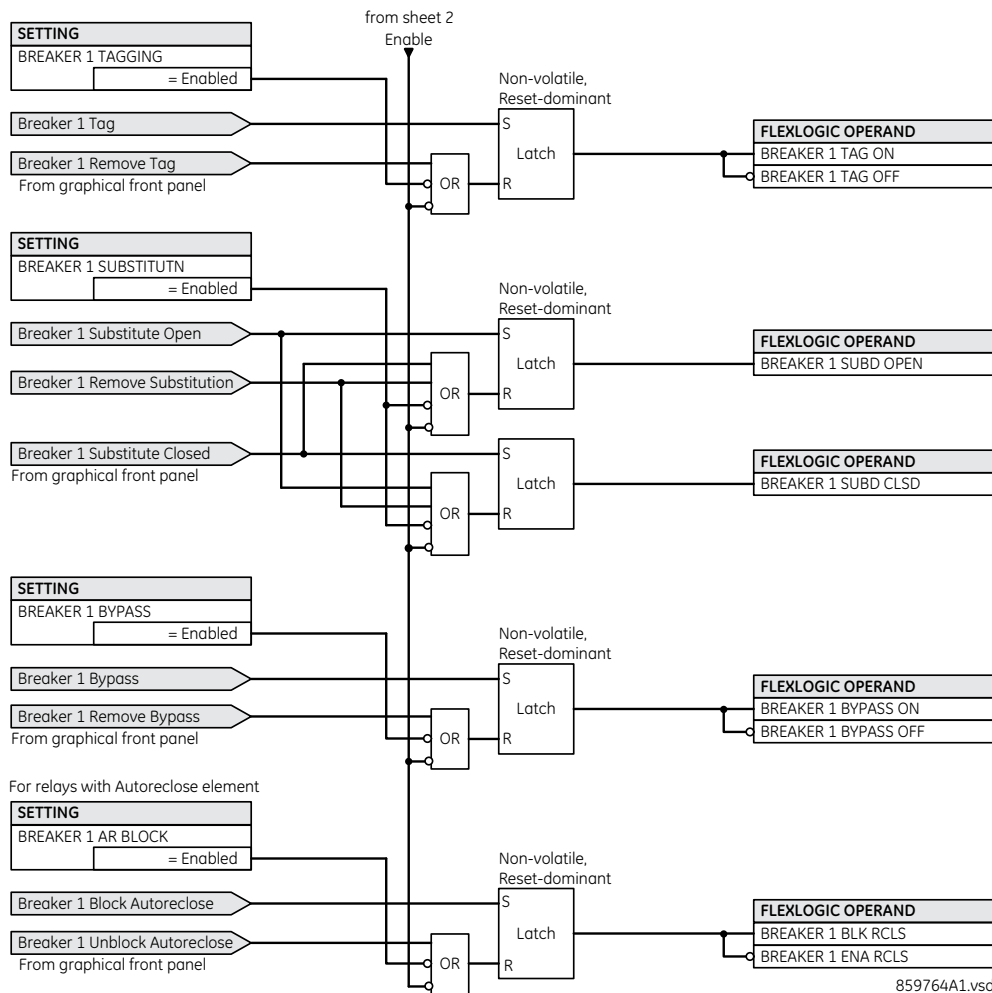 from sheet 2
Enable
SETTING
BREAKER 1 TAGGING
= Enabled
Breaker 1 Tag
Breaker 1 Remove Tag
From graphical front panel
OR
Non-volatile,
Reset-dominant
S
Latch
R
FLEXLOGIC OPERAND
BREAKER 1 TAG ON
BREAKER 1 TAG OFF
SETTING
BREAKER 1 SUBSTITUTN
= Enabled
Breaker 1 Substitute Open
Breaker 1 Remove Substitution
Breaker 1 Substitute Closed
From graphical front panel
OR
OR
Non-volatile,
Reset-dominant
S
Latch
R
S
Latch
R
FLEXLOGIC OPERAND
BREAKER 1 SUBD OPEN
FLEXLOGIC OPERAND
BREAKER 1 SUBD CLSD
SETTING
BREAKER 1 BYPASS
= Enabled
Breaker 1 Bypass
Breaker 1 Remove Bypass
From graphical front panel
OR
Non-volatile,
Reset-dominant
S
Latch
R
FLEXLOGIC OPERAND
BREAKER 1 BYPASS ON
BREAKER 1 BYPASS OFF
For relays with Autoreclose element
SETTING
BREAKER 1 AR BLOCK
= Enabled
Breaker 1 Block Autoreclose
Breaker 1 Unblock Autoreclose
From graphical front panel
OR
Non-volatile,
Reset-dominant
S
Latch
R
FLEXLOGIC OPERAND
BREAKER 1 BLK RCLS
BREAKER 1 ENA RCLS
859764A1.vsd